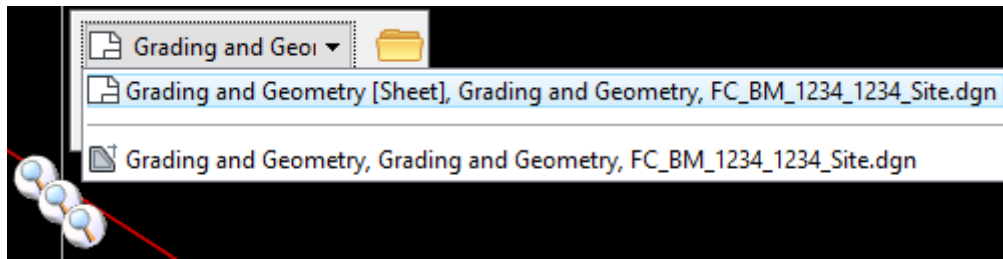 Grading and Geor
Grading and Geometry [Sheet], Grading and Geometry, FC_BM_1234_1234_Site.dgn
Grading and Geometry, Grading and Geometry, FC_BM_1234_1234_Site.dgn